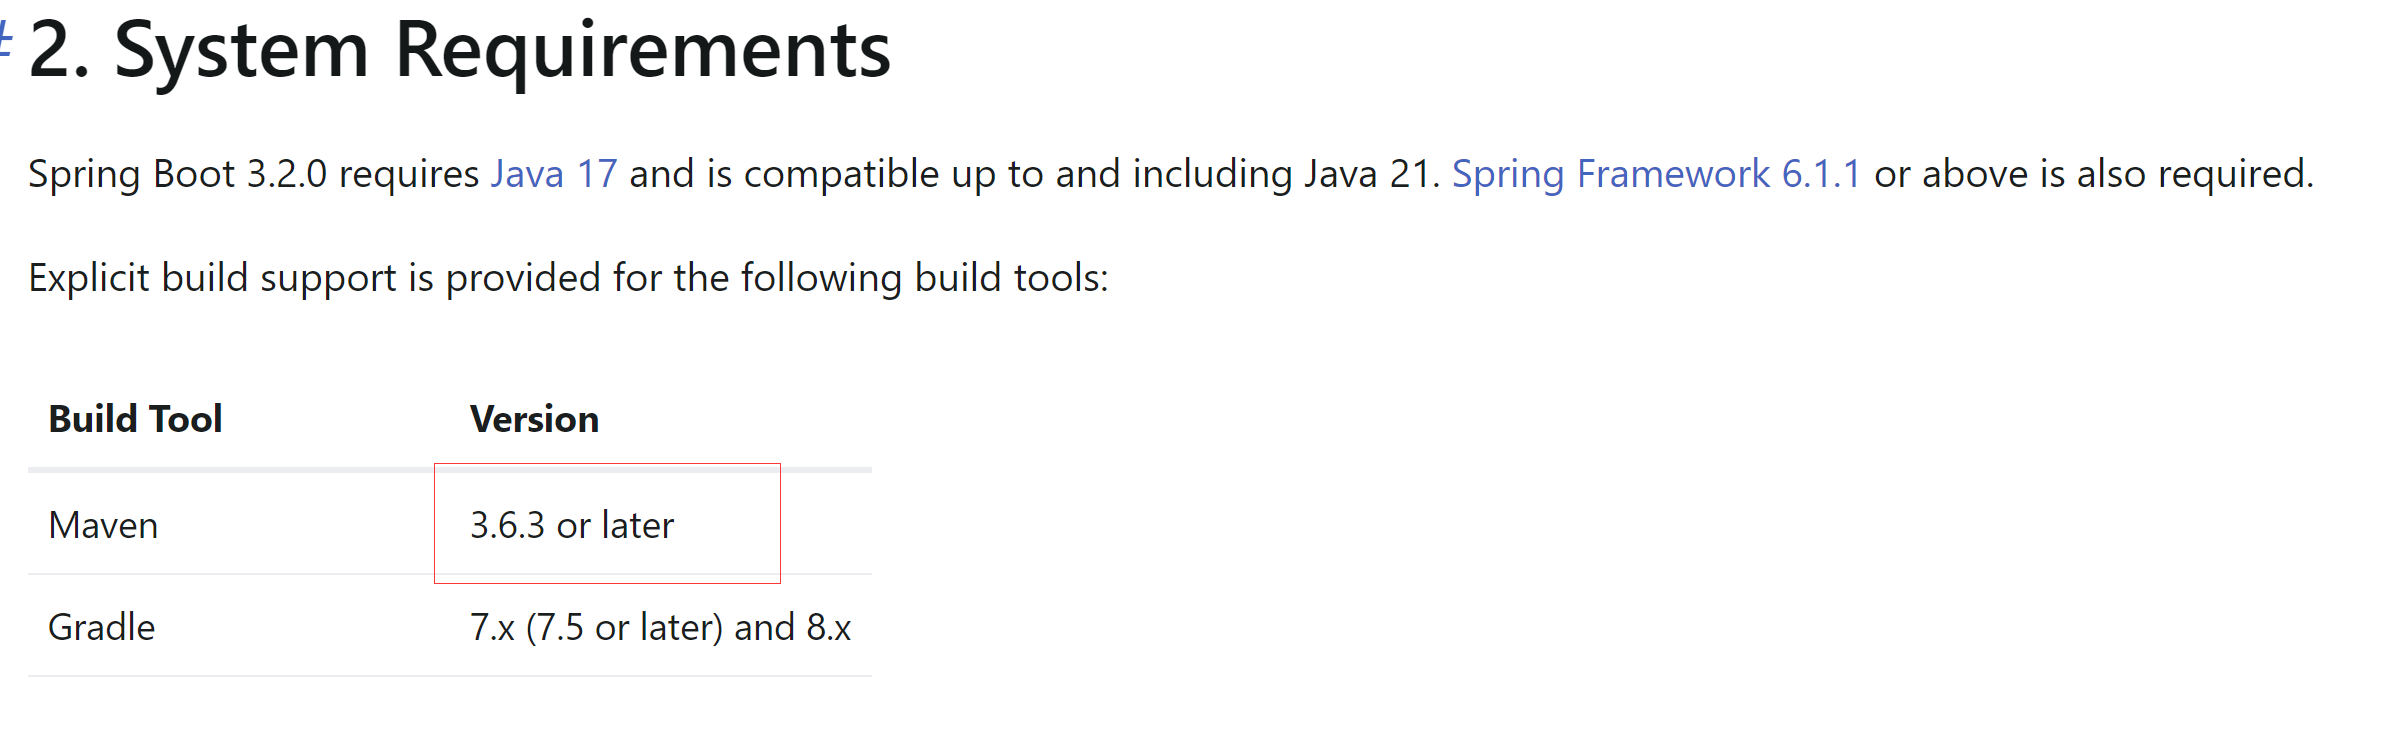 # 2. System Requirements
Spring Boot 3.2.0 requires Java 17 and is compatible up to and including Java 21. Spring Framework 6.1.1 or above is also required.
Explicit build support is provided for the following build tools:
Build Tool Version
Maven 3.6.3 or later
Gradle 7.x (7.5 or later) and 8.x